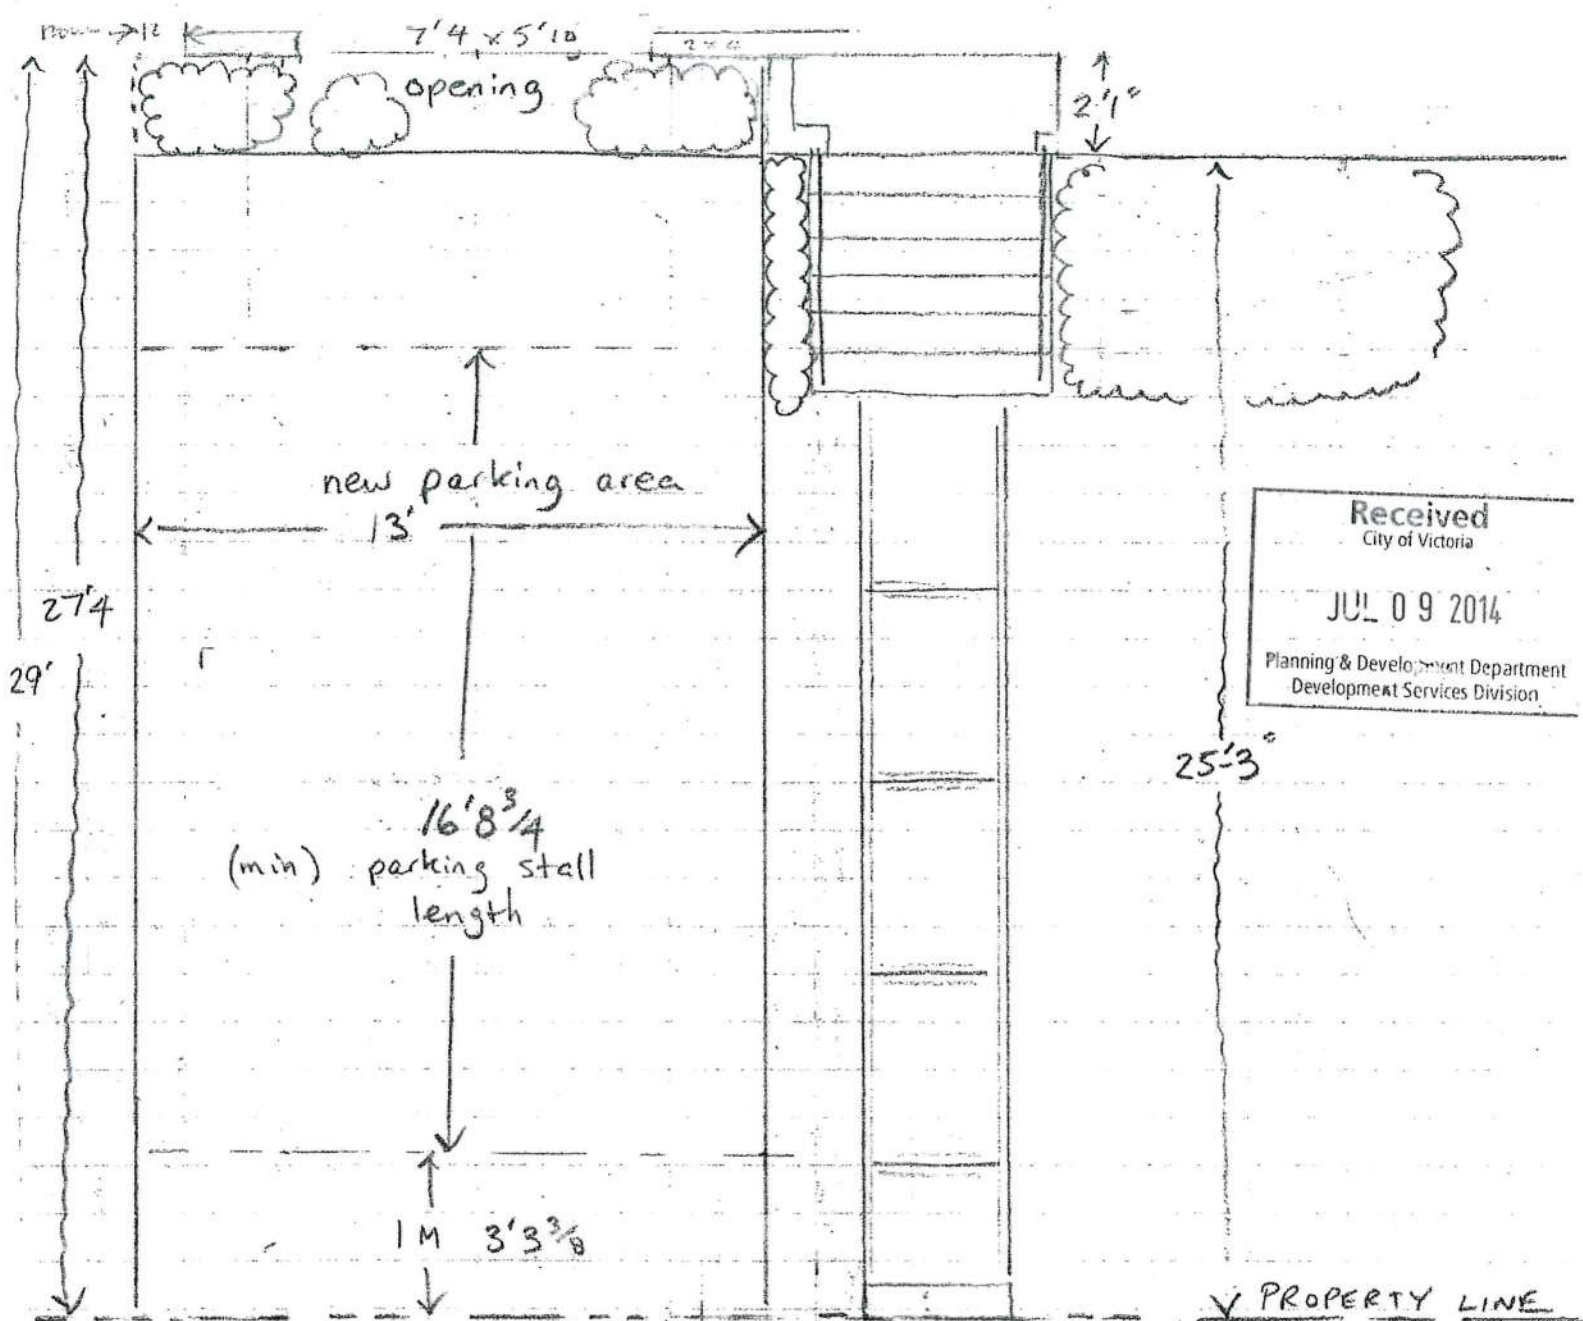 7'4 x 5'10
opening
2'1"
new parking area
13'
Received
City of Victoria
JUL 09 2014
Planning & Development Department
Development Services Division
27'4
29'
25'3"
16'8 3/4
(min) parking stall
length
1 M 3'3 3/8
PROPERTY LINE